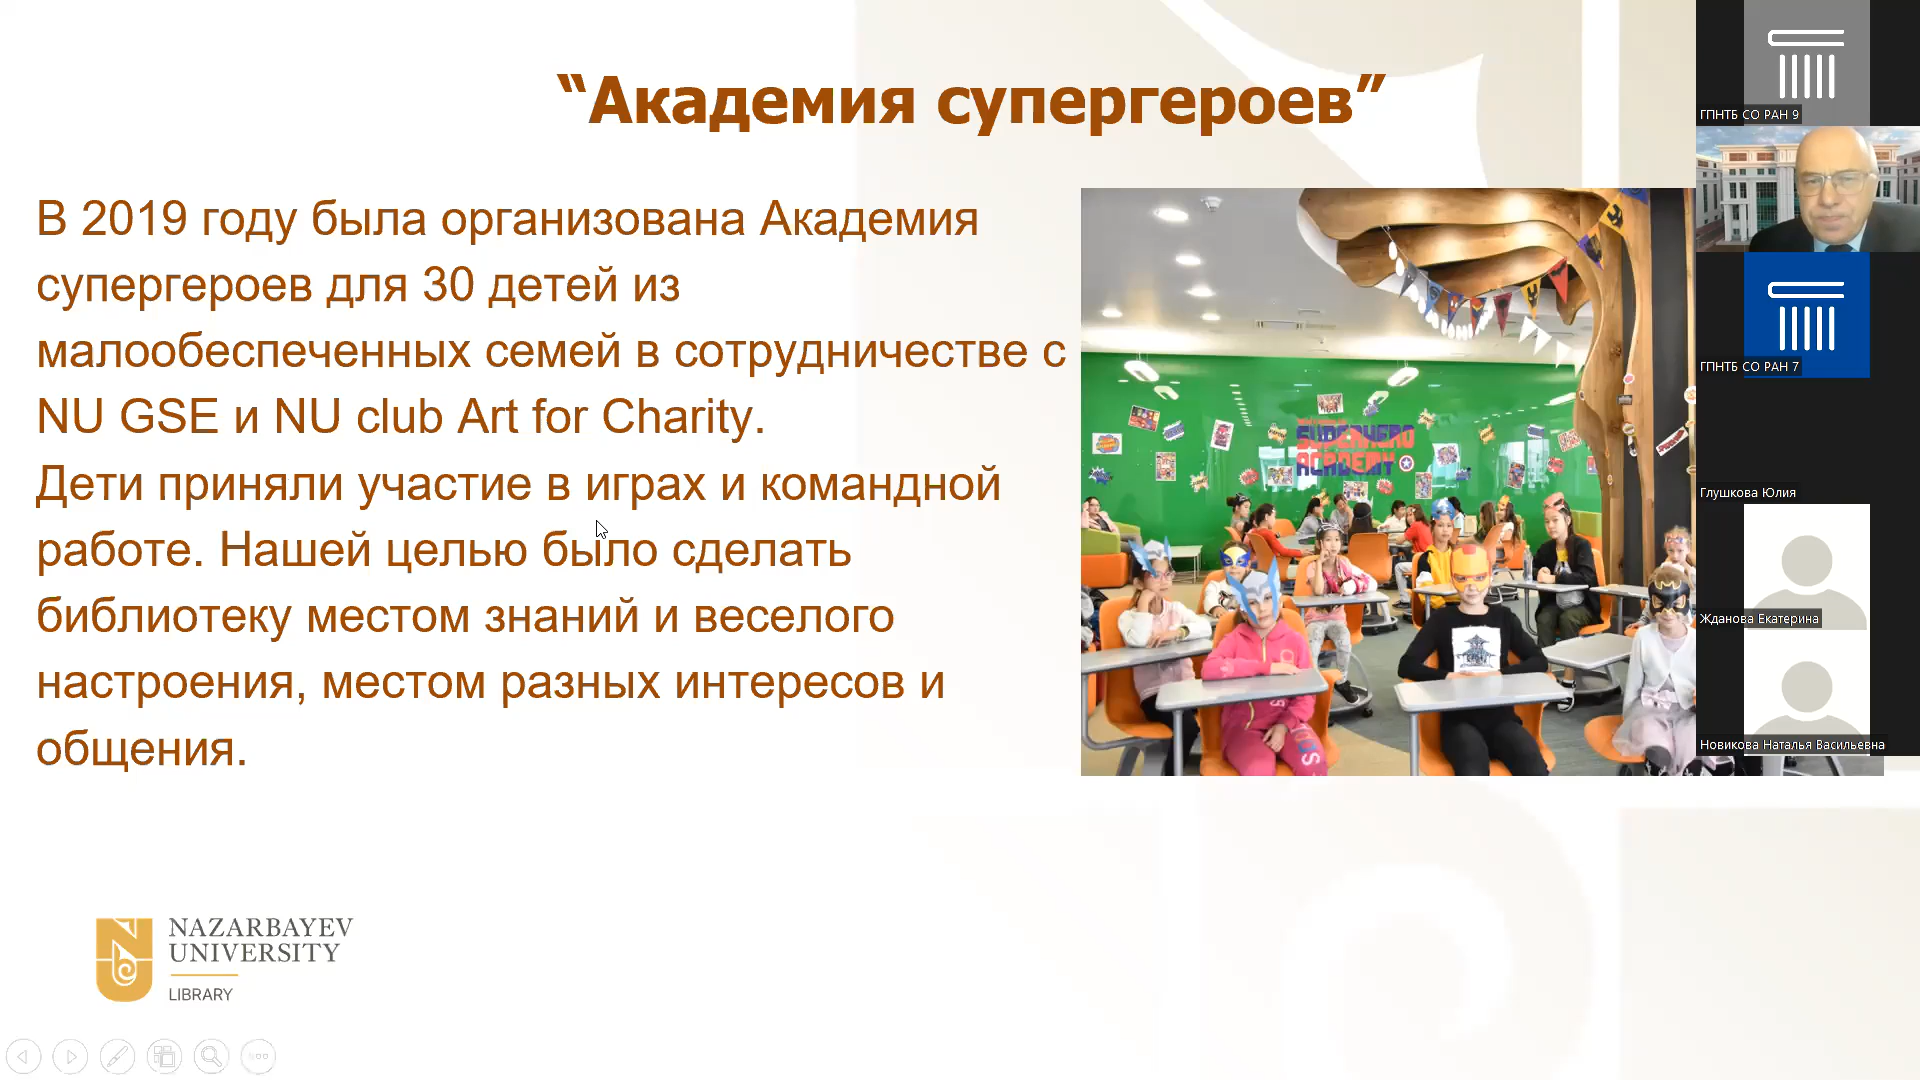 “Академия супергероев”
В 2019 году была организована Академия
супергероев для 30 детей из
малообеспеченных семей в сотрудничестве с
NU GSE и NU club Art for Charity.
Дети приняли участие в играх и командной
работе. Нашей целью было сделать
библиотеку местом знаний и веселого
настроения, местом разных интересов и
общения.
SUPERHERO
ACADEMY
NAZARBAYEV
UNIVERSITY
LIBRARY
ГПНТБ СО РАН 9
ГПНТБ СО РАН 7
Глушкова Юлия
Жданова Екатерина
Новикова Наталья Васильевна